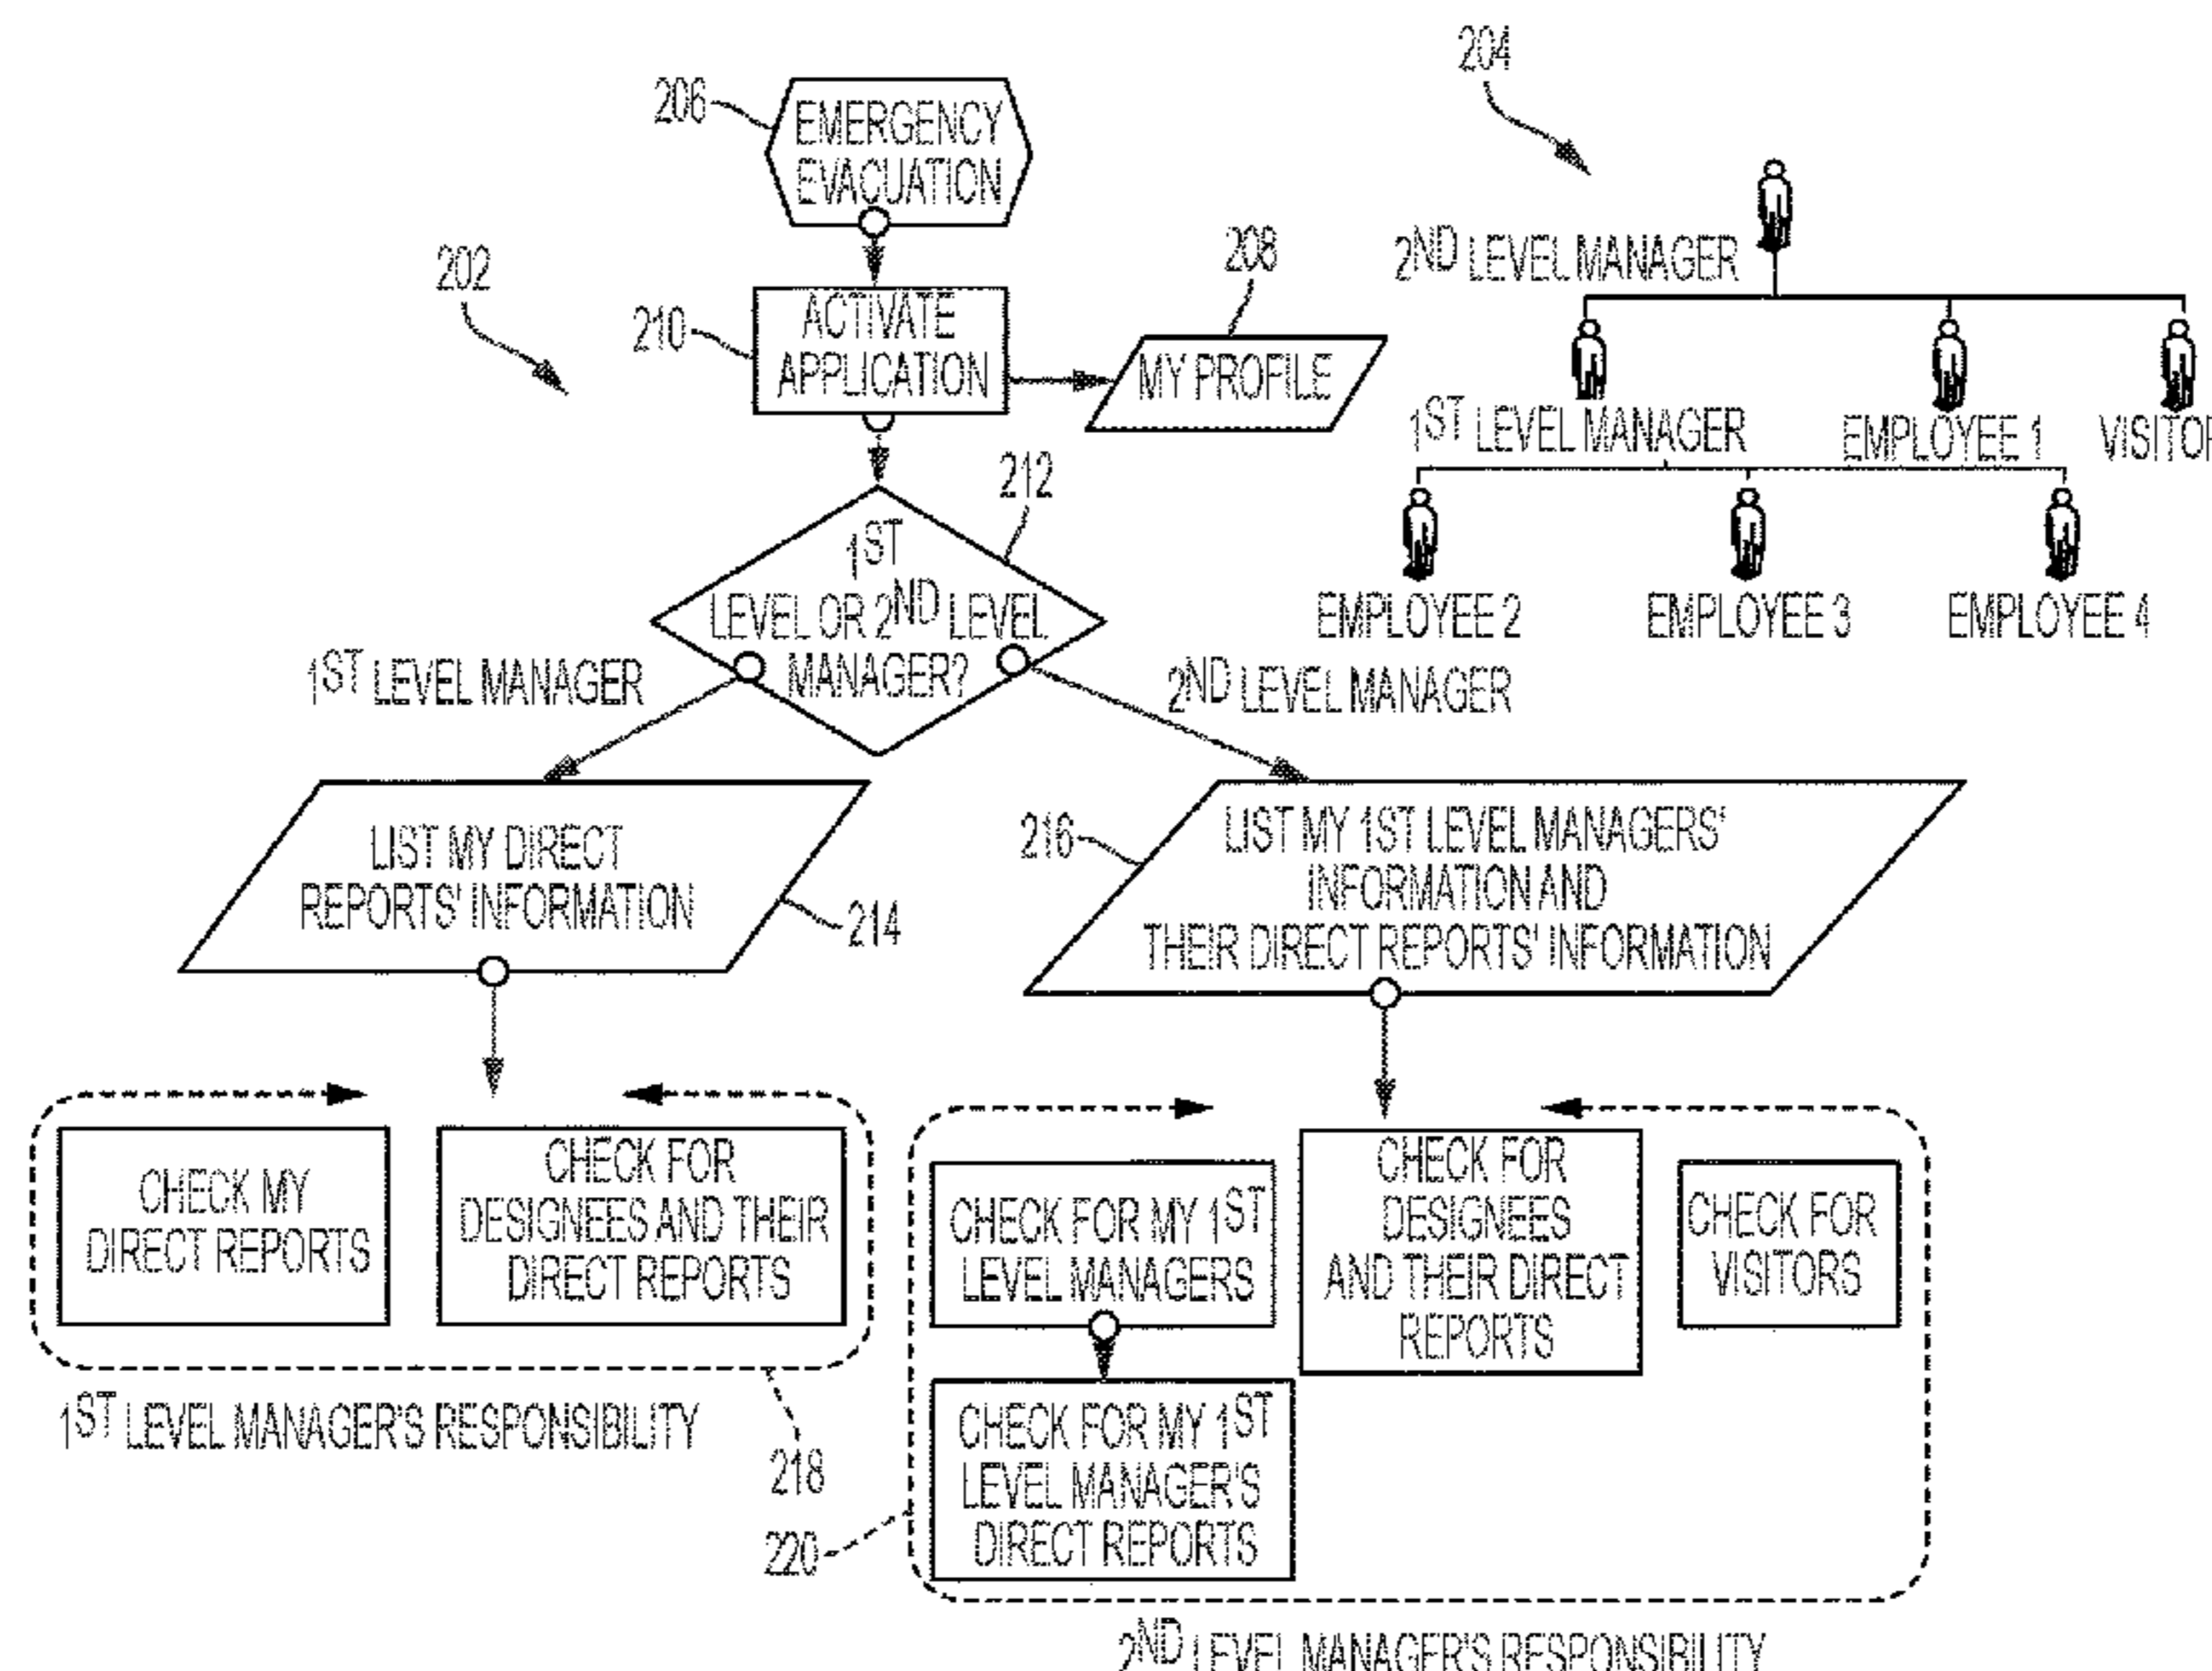 204
206
EMERGENCY
EVACUATION
202
208
2ND LEVEL MANAGER
210
ACTIVATE
APPLICATION
MY PROFILE
1ST LEVEL MANAGER
EMPLOYEE 1
VISITOR
212
1ST
LEVEL OR 2ND LEVEL
MANAGER?
EMPLOYEE 2
EMPLOYEE 3
EMPLOYEE 4
1ST LEVEL MANAGER
2ND LEVEL MANAGER
LIST MY DIRECT
REPORTS' INFORMATION
214
216
LIST MY 1ST LEVEL MANAGERS'
INFORMATION AND
THEIR DIRECT REPORTS' INFORMATION
CHECK MY
DIRECT REPORTS
CHECK FOR
DESIGNEES AND THEIR
DIRECT REPORTS
1ST LEVEL MANAGER'S RESPONSIBILITY
218
CHECK FOR MY 1ST
LEVEL MANAGERS
CHECK FOR
DESIGNEES
AND THEIR DIRECT
REPORTS
CHECK FOR
VISITORS
CHECK FOR MY 1ST
LEVEL MANAGER'S
DIRECT REPORTS
220
2ND LEVEL MANAGER'S RESPONSIBILITY